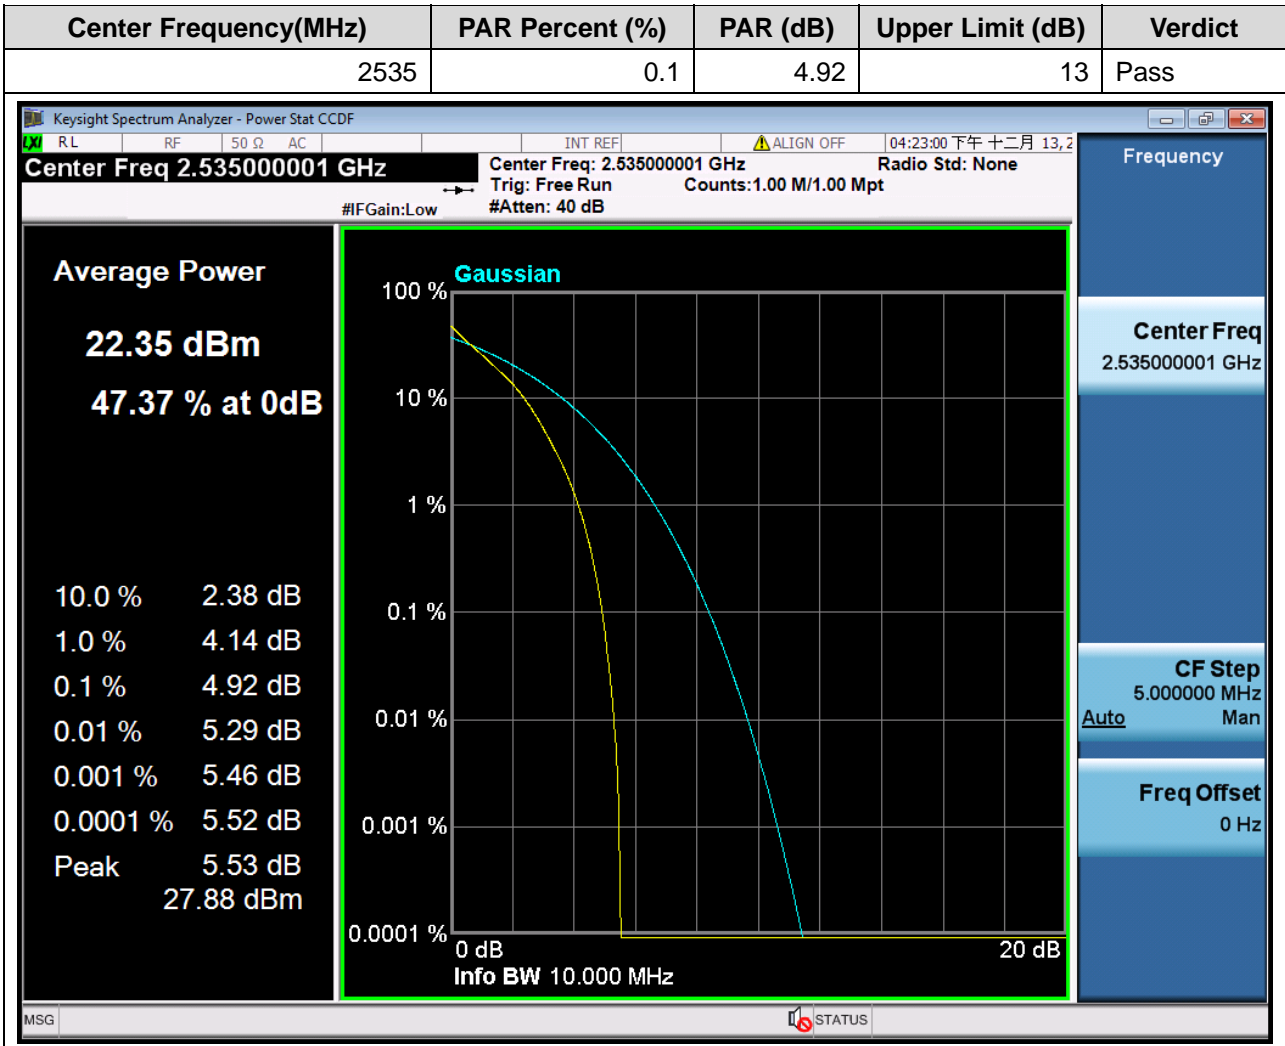 Center Frequency(MHz) PAR Percent (%) PAR (dB) Upper Limit (dB) Verdict
2535 0.1 4.92 13 Pass
Keysight Spectrum Analyzer - Power Stat CCDF
LXI RL RF 50 Ω AC INT REF ALIGN OFF 04:23:00 下午 十二月 13, 2
Center Freq 2.535000001 GHz
#IFGain:Low
Center Freq: 2.535000001 GHz Radio Std: None
Trig: Free Run Counts:1.00 M/1.00 Mpt
#Atten: 40 dB
Average Power
22.35 dBm
47.37 % at 0dB
10.0 % 2.38 dB
1.0 % 4.14 dB
0.1 % 4.92 dB
0.01 % 5.29 dB
0.001 % 5.46 dB
0.0001 % 5.52 dB
Peak 5.53 dB
27.88 dBm
Gaussian
100 %
10 %
1 %
0.1 %
0.01 %
0.001 %
0.0001 %
0 dB 20 dB
Info BW 10.000 MHz
Frequency
Center Freq
2.535000001 GHz
CF Step
5.000000 MHz
Auto Man
Freq Offset
0 Hz
MSG STATUS